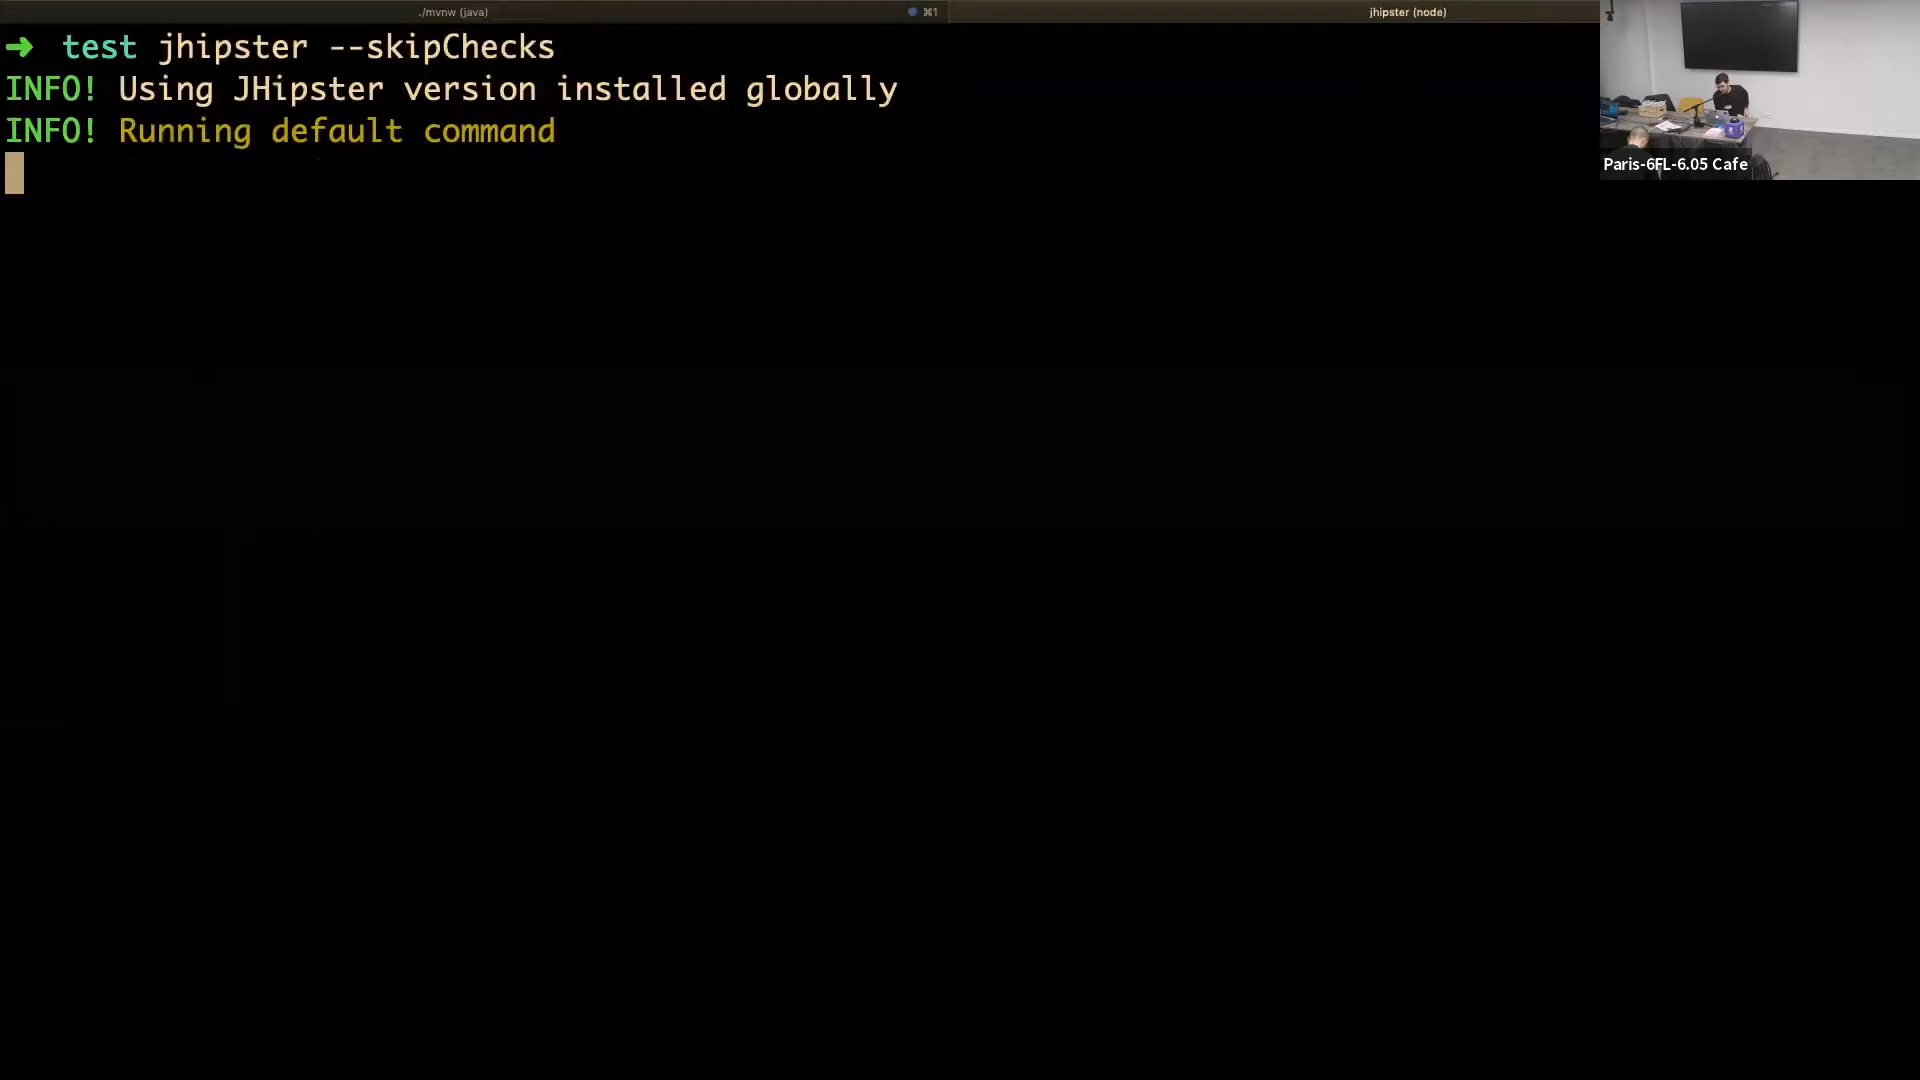 ./mvnw (java)
⌘1
jhipster (node)
➜ test jhipster --skipChecks
INFO! Using JHipster version installed globally
INFO! Running default command
Paris-6FL-6.05 Cafe